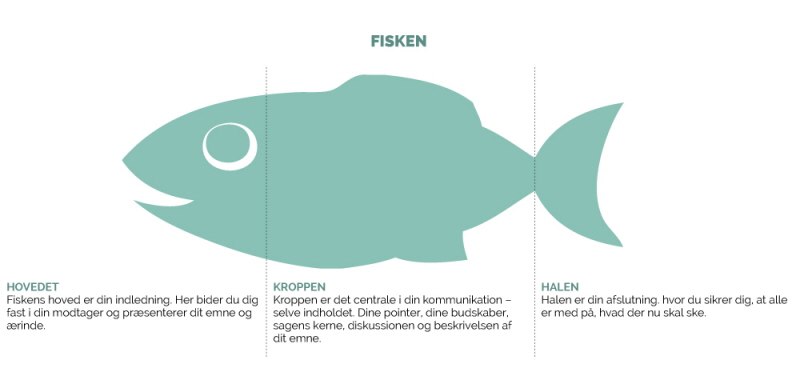 FISKEN
HOVEDET
Fiskens hoved er din indledning. Her bider du dig
fast i din modtager og præsenterer dit emne og
ærinde.
KROPPEN
Kroppen er det centrale i din kommunikation –
selve indholdet. Dine pointer, dine budskaber,
sagens kerne, diskussionen og beskrivelsen af
dit emne.
HALEN
Halen er din afslutning. hvor du sikrer dig, at alle
er med på, hvad der nu skal ske.